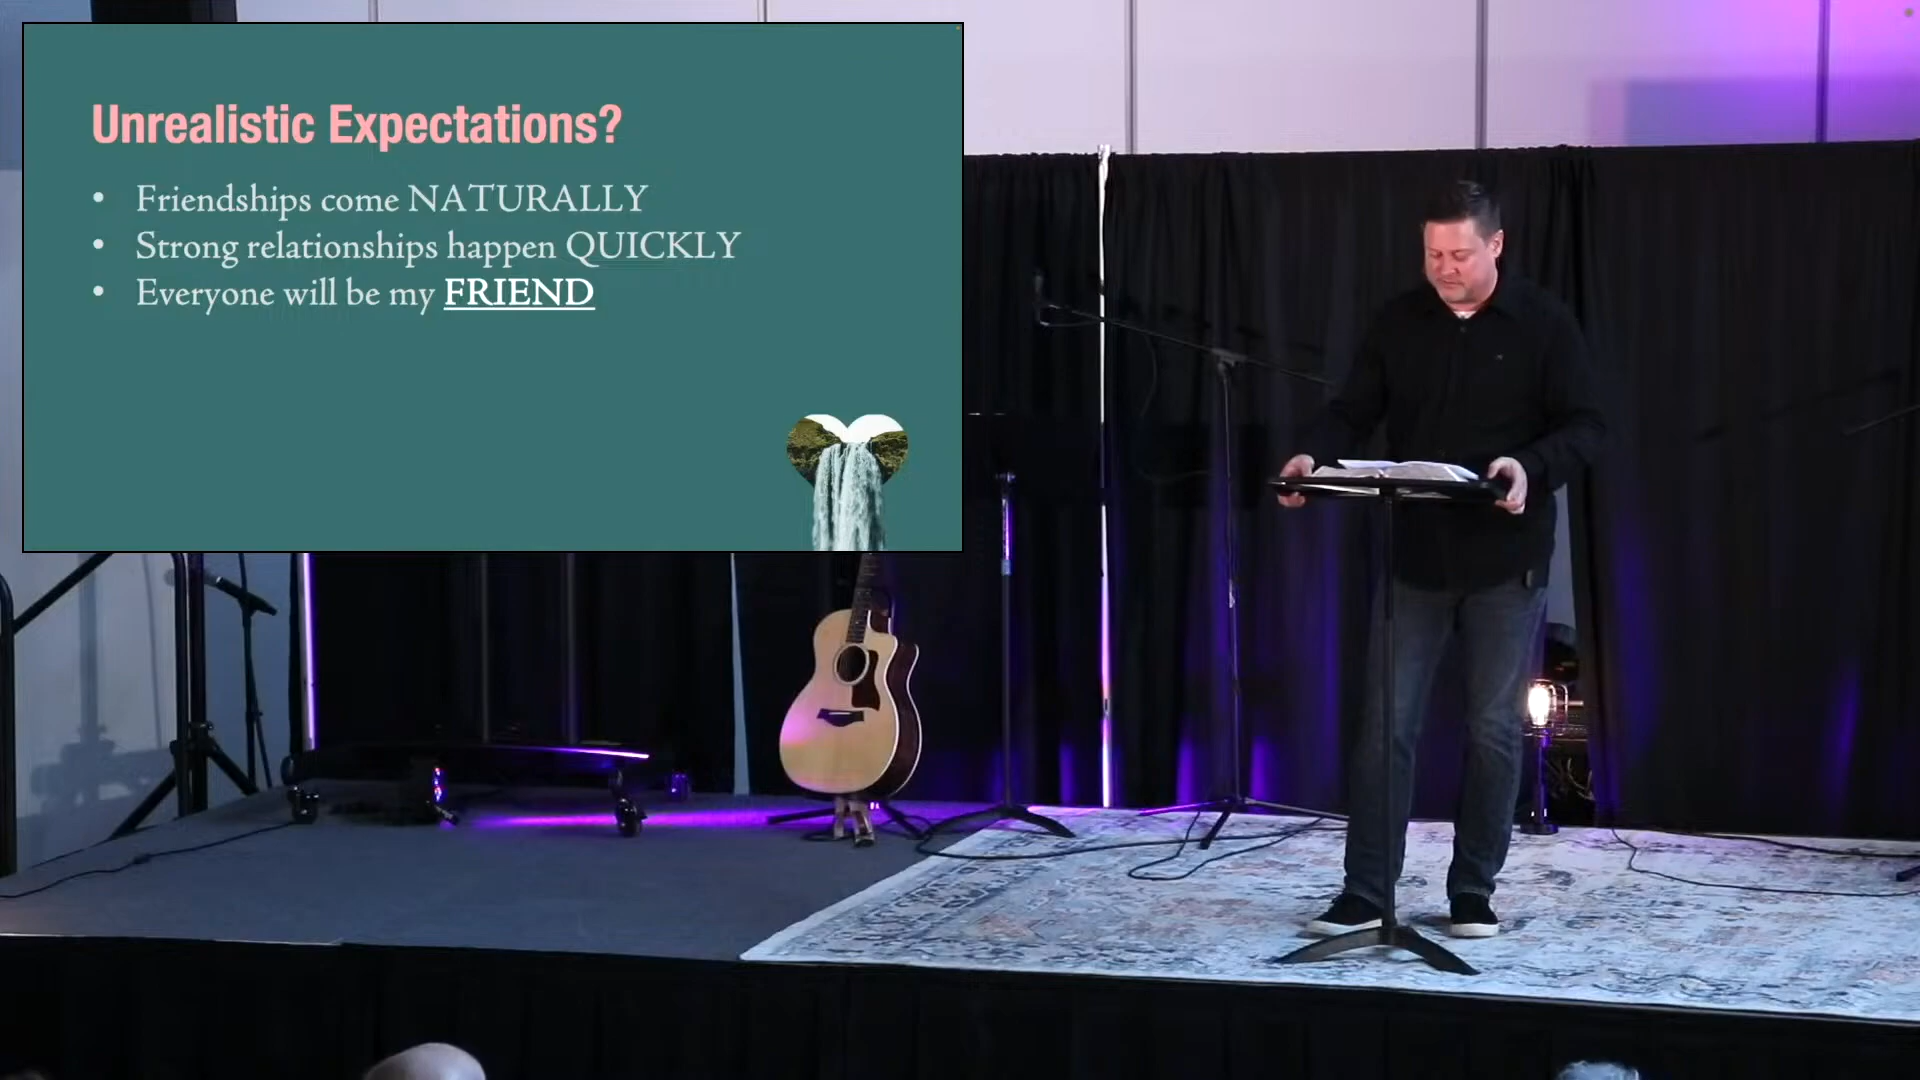 Unrealistic Expectations?
• Friendships come NATURALLY
• Strong relationships happen QUICKLY
• Everyone will be my FRIEND